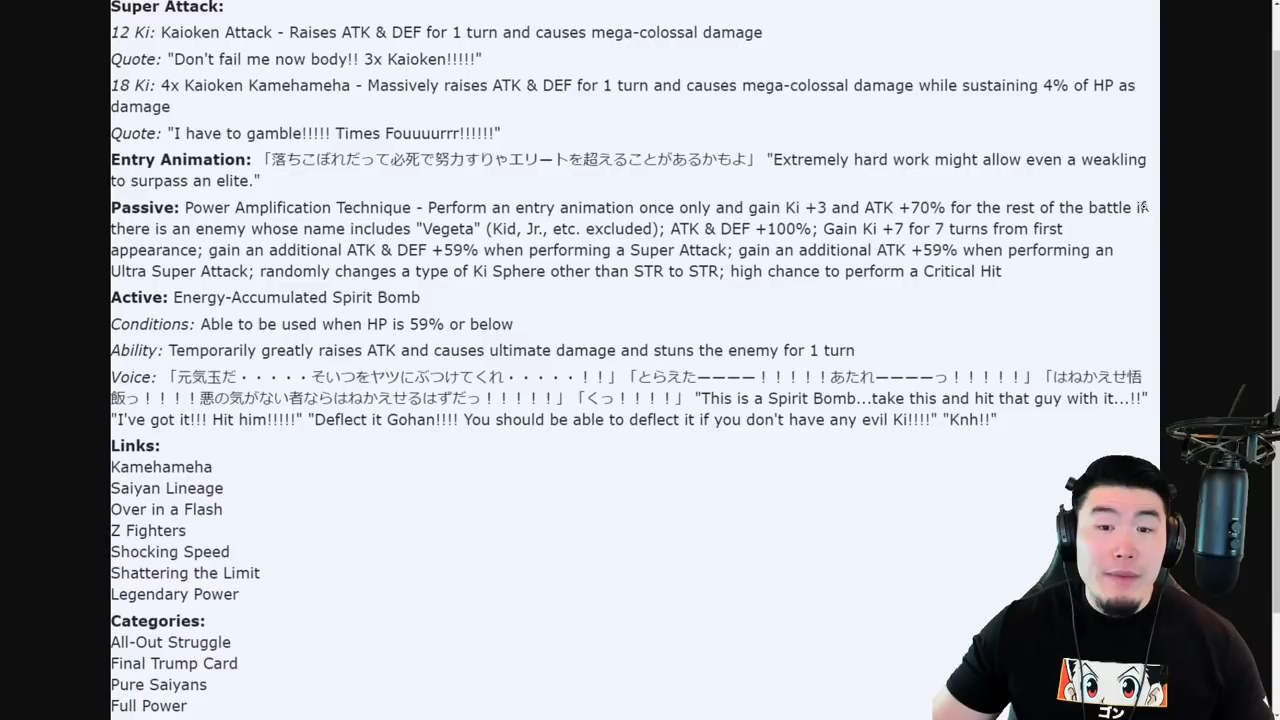 Super Attack:
12 Ki: Kaioken Attack - Raises ATK & DEF for 1 turn and causes mega-colossal damage
Quote: "Don't fail me now body!! 3x Kaioken!!!!!"
18 Ki: 4x Kaioken Kamehameha - Massively raises ATK & DEF for 1 turn and causes mega-colossal damage while sustaining 4% of HP as
damage
Quote: "I have to gamble!!!!! Times Fouuuurrr!!!!!!"
Entry Animation: 「落ちこぼれだって必死で努力すりゃエリートを超えることがあるかもよ」 "Extremely hard work might allow even a weakling
to surpass an elite."
Passive: Power Amplification Technique - Perform an entry animation once only and gain Ki +3 and ATK +70% for the rest of the battle if
there is an enemy whose name includes "Vegeta" (Kid, Jr., etc. excluded); ATK & DEF +100%; Gain Ki +7 for 7 turns from first
appearance; gain an additional ATK & DEF +59% when performing a Super Attack; gain an additional ATK +59% when performing an
Ultra Super Attack; randomly changes a type of Ki Sphere other than STR to STR; high chance to perform a Critical Hit
Active: Energy-Accumulated Spirit Bomb
Conditions: Able to be used when HP is 59% or below
Ability: Temporarily greatly raises ATK and causes ultimate damage and stuns the enemy for 1 turn
Voice: 「元気玉だ・・・・・そいつをヤツにぶつけてくれ・・・・・！！」「とらえたーーーー！！！！！あたれーーーーっ！！！！！」「はねかえせ悟
飯っ！！！！悪の気がない者ならはねかえせるはずだっ！！！！！」「くっ！！！！」 "This is a Spirit Bomb...take this and hit that guy with it...!!"
"I've got it!!! Hit him!!!!!" "Deflect it Gohan!!!! You should be able to deflect it if you don't have any evil Ki!!!!" "Knh!!"
Links:
Kamehameha
Saiyan Lineage
Over in a Flash
Z Fighters
Shocking Speed
Shattering the Limit
Legendary Power
Categories:
All-Out Struggle
Final Trump Card
Pure Saiyans
Full Power
ゴン